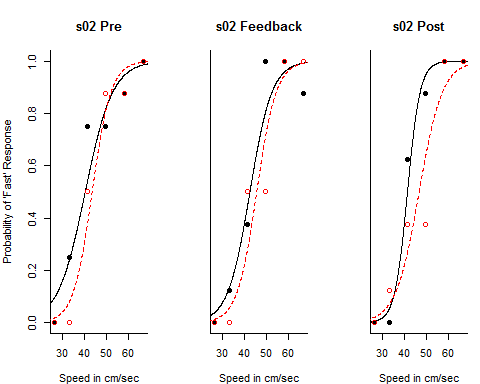 s02 Pre
s02 Feedback
s02 Post
Probability of 'Fast' Response
1.0
0.8
0.6
0.4
0.2
0.0
30 40 50 60
30 40 50 60
30 40 50 60
Speed in cm/sec
Speed in cm/sec
Speed in cm/sec